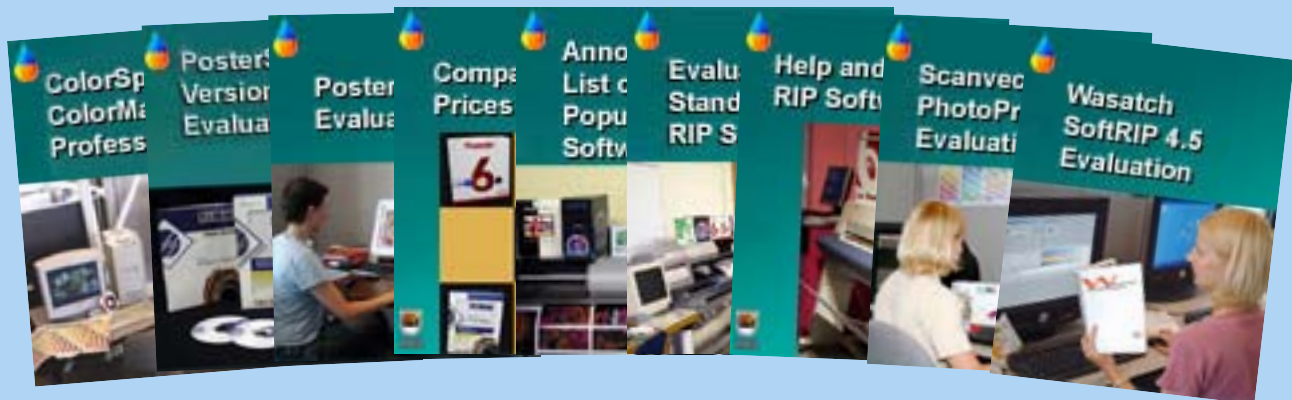 ColorSp
ColorMa
Profess
PosterS
Version
Evalua
Poster
Evalua
Compa
Prices
6
Anno
List o
Popu
Softw
Evalu
Stand
RIP S
Help and
RIP Softw
Scanvec
PhotoPr
Evaluati
Wasatch
SoftRIP 4.5
Evaluation